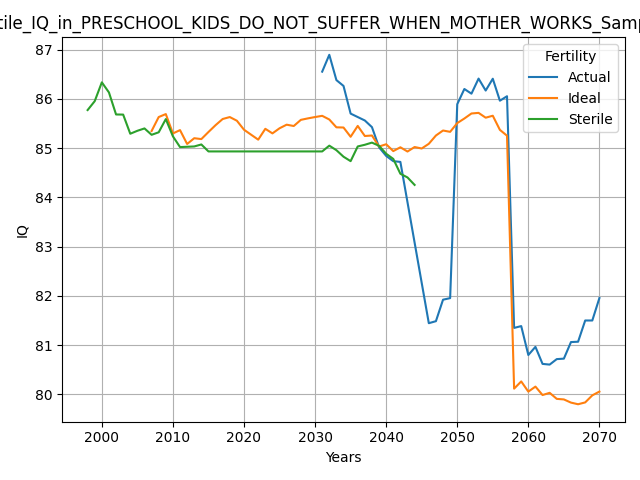 tile_IQ_in_PRESCHOOL_KIDS_DO_NOT_SUFFER_WHEN_MOTHER_WORKS_Samp
87
86
85
84
83
82
81
80
IQ
Fertility
Actual
Ideal
Sterile
2000 2010 2020 2030 2040 2050 2060 2070
Years